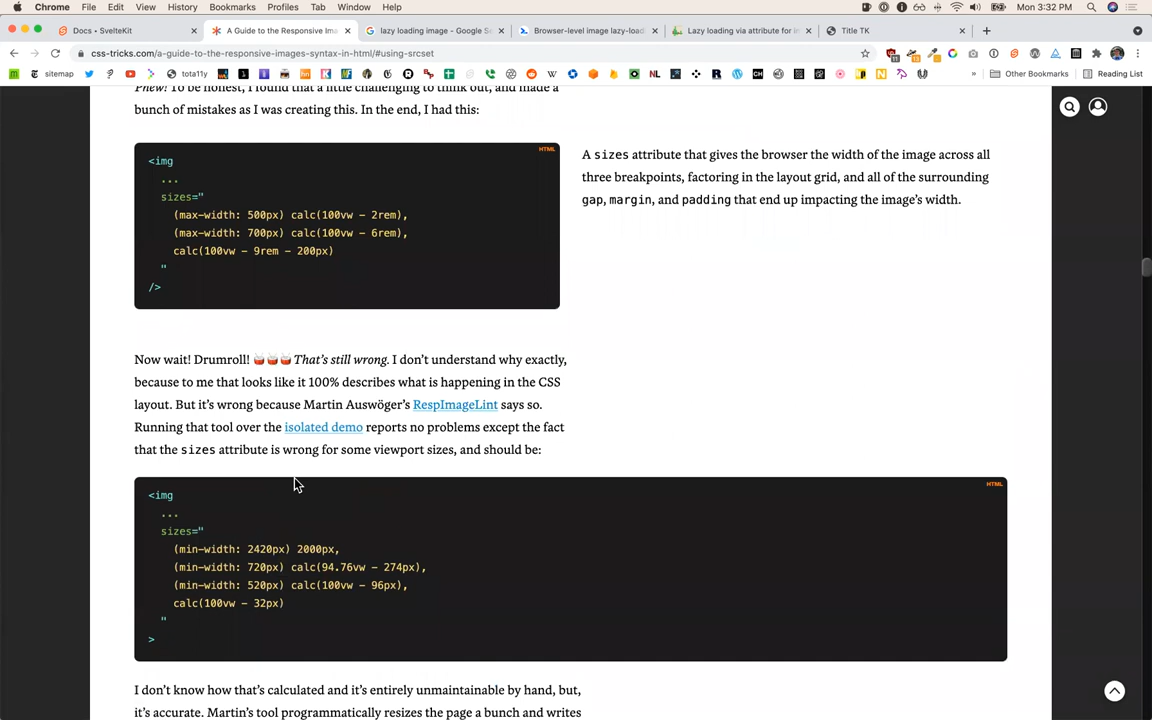 Chrome File Edit View History Bookmarks Profiles Tab Window Help
Mon 3:32 PM
Docs • SvelteKit
A Guide to the Responsive Ima
lazy loading image - Google Se
Browser-level image lazy-load
Lazy loading via attribute for im
Title TK
css-tricks.com/a-guide-to-the-responsive-images-syntax-in-html/#using-srcset
sitemap
tota11y
NL
CH
» Other Bookmarks Reading List
Phew! To be honest, I found that a little challenging to think out, and made a
bunch of mistakes as I was creating this. In the end, I had this:
HTML
<img
...
sizes="
(max-width: 500px) calc(100vw - 2rem),
(max-width: 700px) calc(100vw - 6rem),
calc(100vw - 9rem - 200px)
"
/>
A sizes attribute that gives the browser the width of the image across all
three breakpoints, factoring in the layout grid, and all of the surrounding
gap, margin, and padding that end up impacting the image’s width.
Now wait! Drumroll! 🥁🥁🥁 That’s still wrong. I don’t understand why exactly,
because to me that looks like it 100% describes what is happening in the CSS
layout. But it’s wrong because Martin Auswöger’s RespImageLint says so.
Running that tool over the isolated demo reports no problems except the fact
that the sizes attribute is wrong for some viewport sizes, and should be:
HTML
<img
...
sizes="
(min-width: 2420px) 2000px,
(min-width: 720px) calc(94.76vw - 274px),
(min-width: 520px) calc(100vw - 96px),
calc(100vw - 32px)
"
>
I don’t know how that’s calculated and it’s entirely unmaintainable by hand, but,
it’s accurate. Martin’s tool programmatically resizes the page a bunch and writes